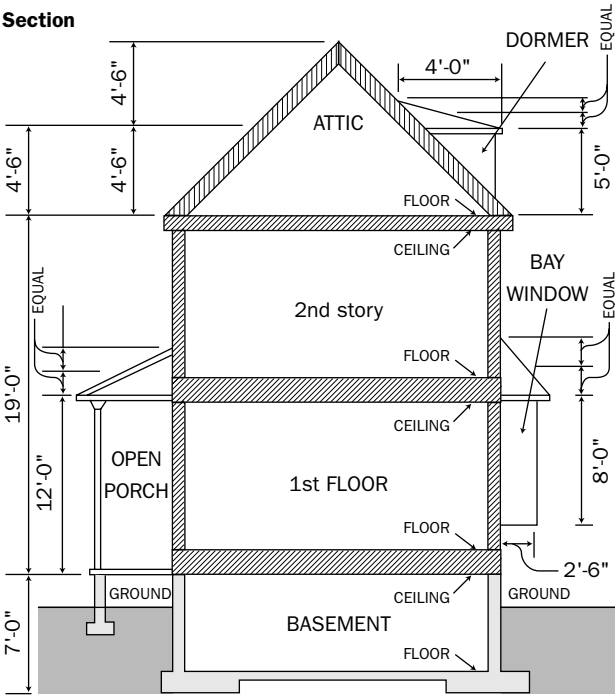 Section
EQUAL
DORMER
4'-0"
4'-6"
ATTIC
4'-6"
4'-6"
5'-0"
FLOOR
CEILING
BAY
WINDOW
EQUAL
EQUAL
2nd story
FLOOR
CEILING
19'-0"
12'-0"
OPEN
PORCH
1st FLOOR
8'-0"
FLOOR
2'-6"
GROUND
CEILING
GROUND
7'-0"
BASEMENT
FLOOR